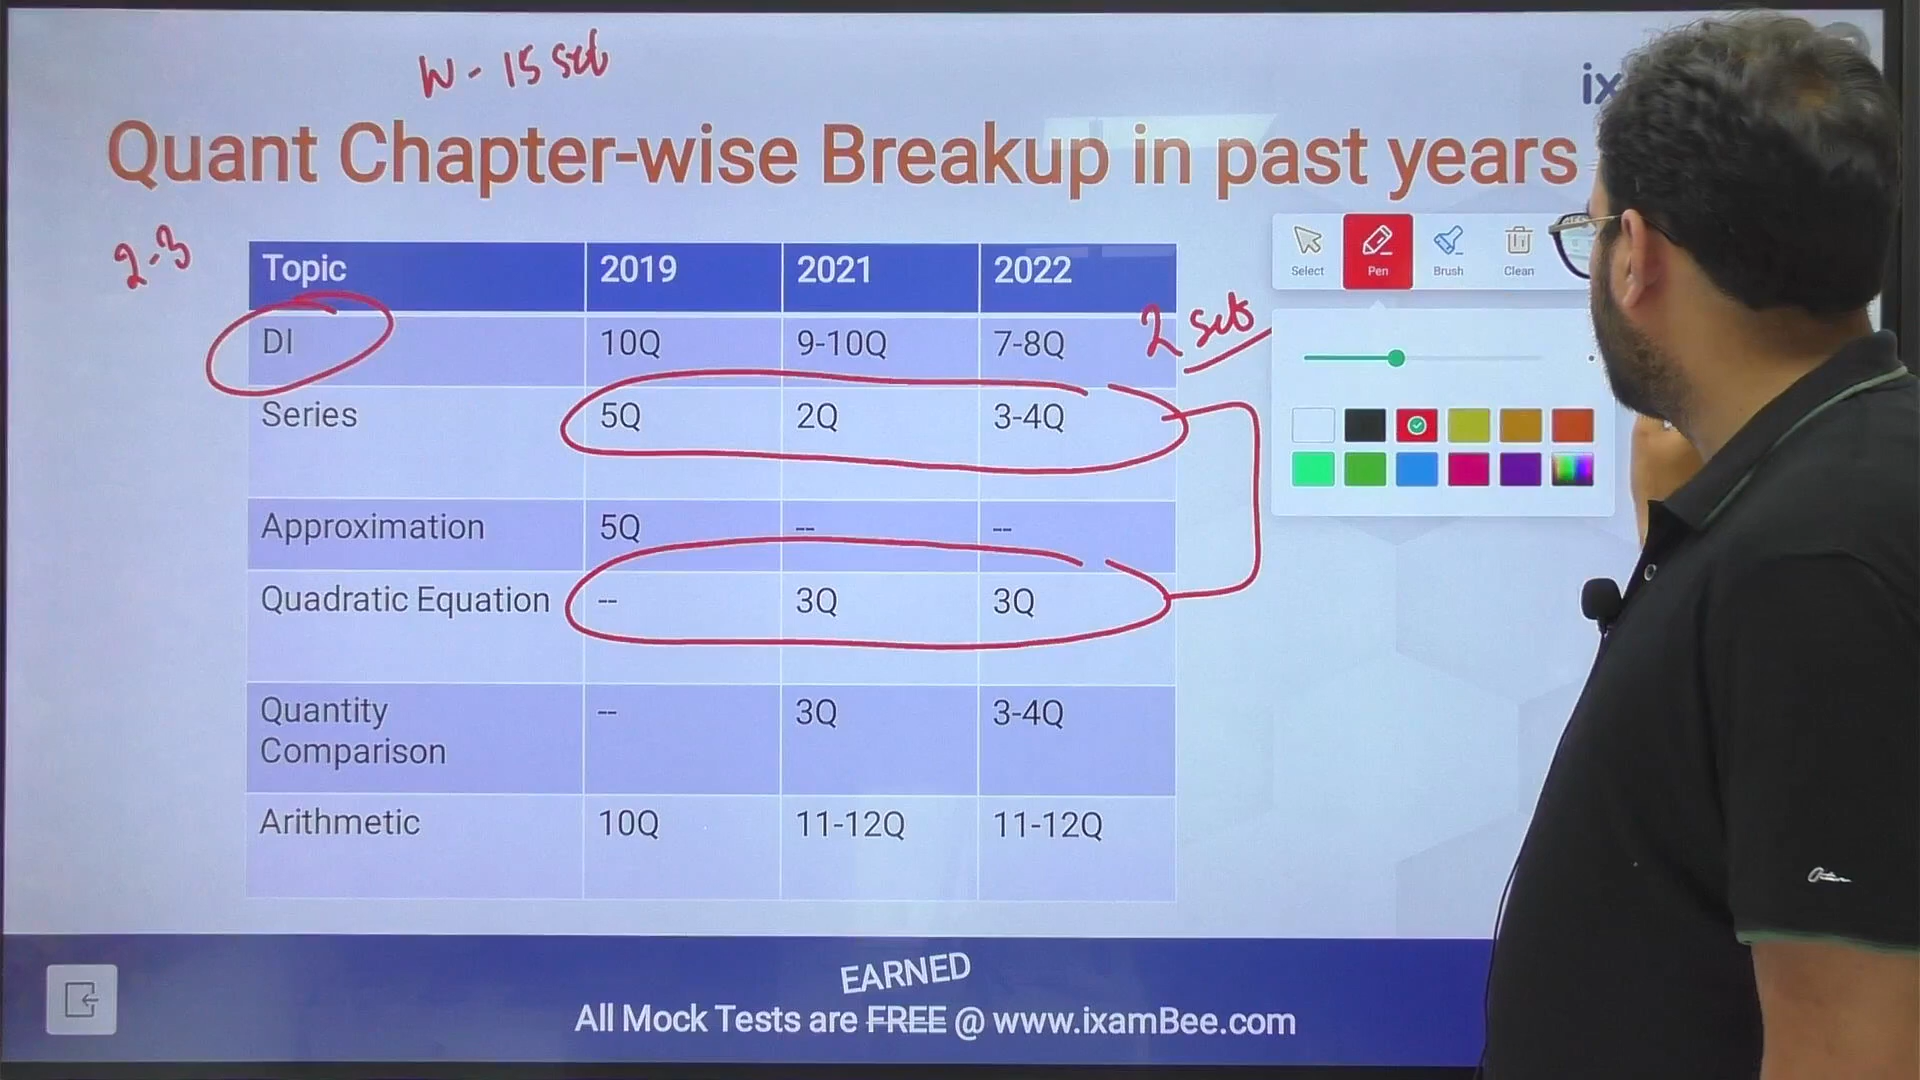 W - 15 set
ix
Quant Chapter-wise Breakup in past years
2-3
Topic 2019 2021 2022
DI 10Q 9-10Q 7-8Q
2 sets
Series 5Q 2Q 3-4Q
Approximation 5Q -- --
Quadratic Equation -- 3Q 3Q
Quantity Comparison -- 3Q 3-4Q
Arithmetic 10Q 11-12Q 11-12Q
Select Pen Brush Clean
EARNED
All Mock Tests are FREE @ www.ixamBee.com